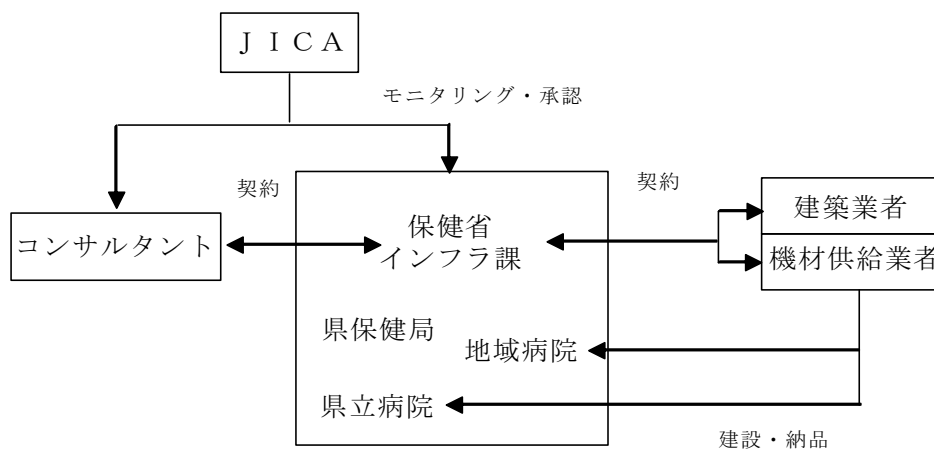 ＪＩＣＡ
モニタリング・承認
契約
契約
コンサルタント
保健省
インフラ課
建築業者
機材供給業者
県保健局
地域病院
県立病院
建設・納品